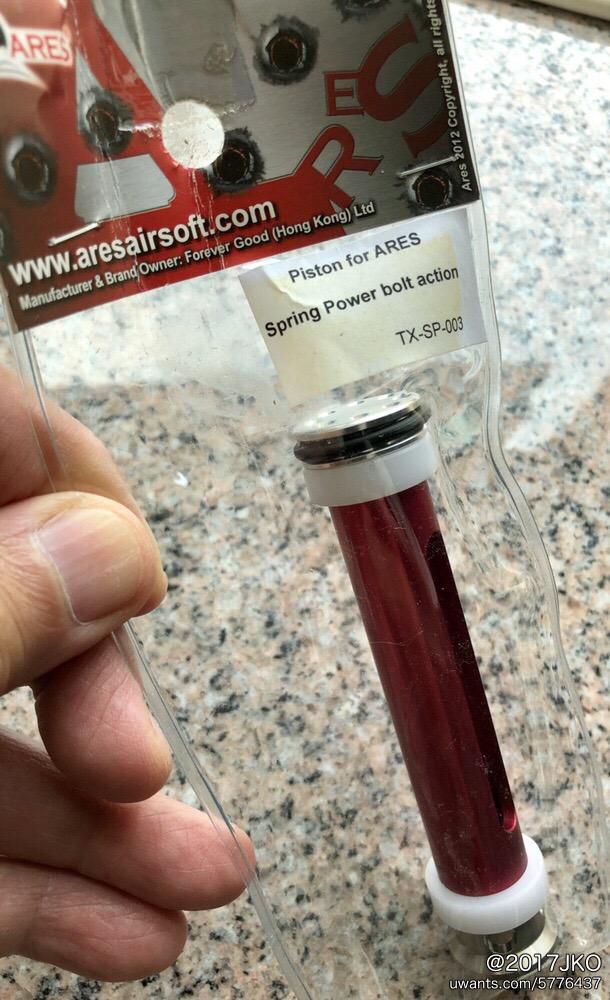 ARES
ARES
Ares 2012 Copyright, all rights
www.aresairsoft.com
Manufacturer & Brand Owner: Forever Good (Hong Kong) Ltd
Piston for ARES
Spring Power bolt action
TX-SP-003
@2017JKO
uwants.com/5776437